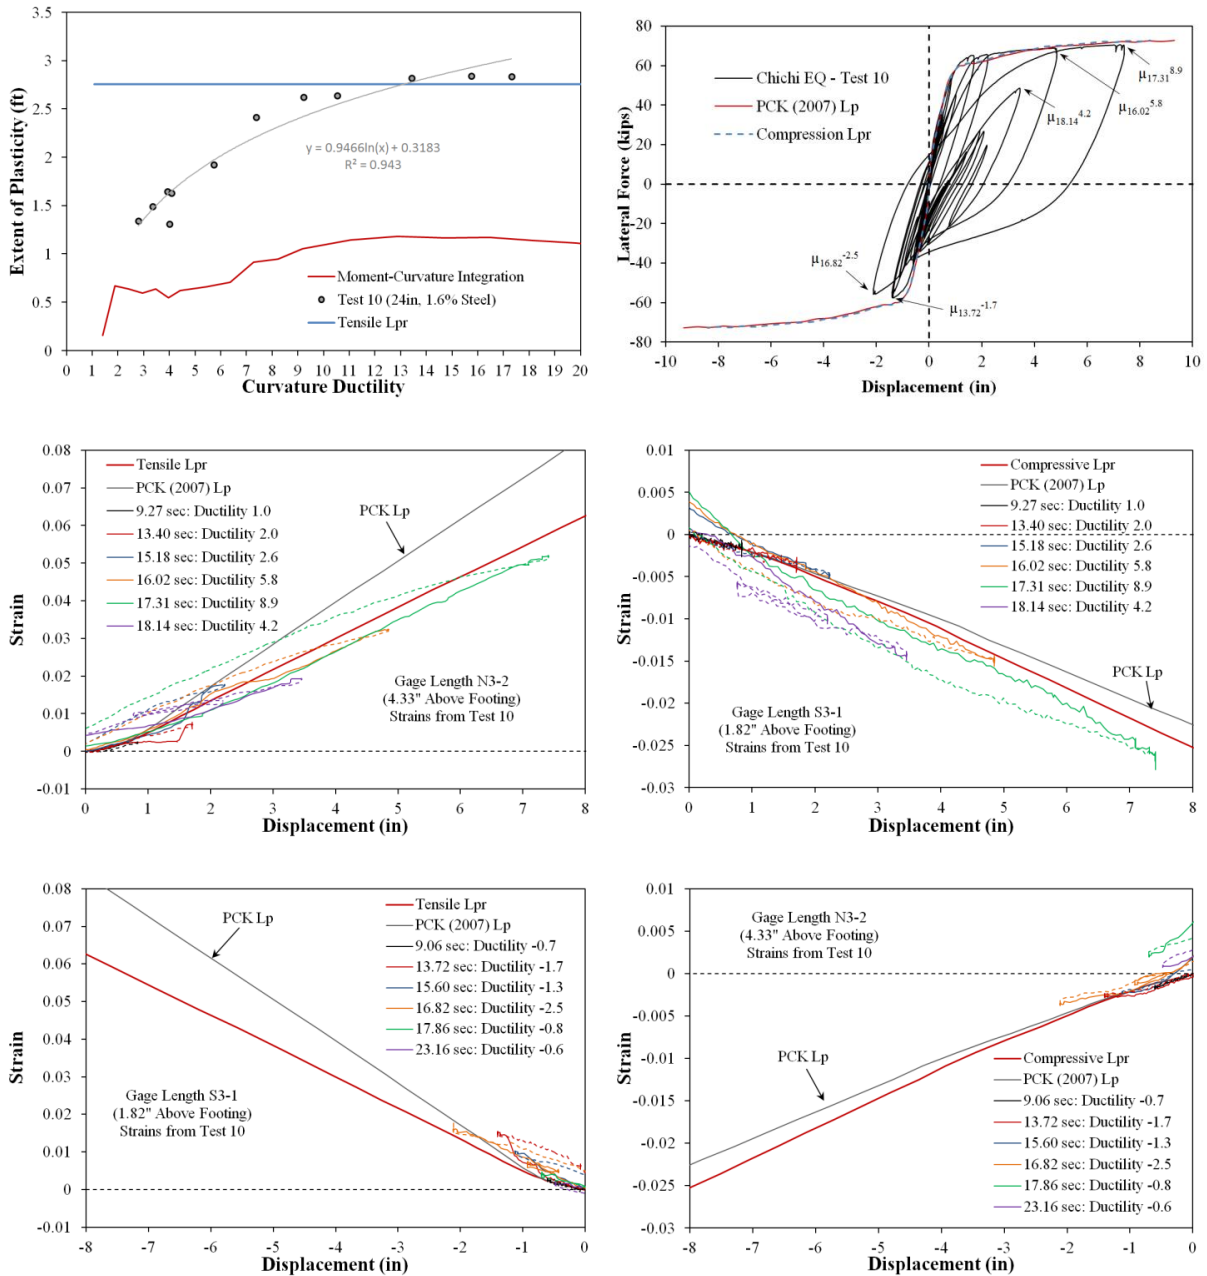 3.5
3
2.5
2
1.5
1
0.5
0
Extent of Plasticity (ft)
y = 0.9466ln(x) + 0.3183
R² = 0.943
Moment-Curvature Integration
Test 10 (24in, 1.6% Steel)
Tensile Lpr
0 1 2 3 4 5 6 7 8 9 10 11 12 13 14 15 16 17 18 19 20
Curvature Ductility
80
60
40
20
0
-20
-40
-60
-80
Lateral Force (kips)
Chichi EQ - Test 10
PCK (2007) Lp
Compression Lpr
μ17.31^8.9
μ16.02^5.8
μ18.14^4.2
μ16.82^-2.5
μ13.72^-1.7
-10 -8 -6 -4 -2 0 2 4 6 8 10
Displacement (in)
0.08
0.07
0.06
0.05
0.04
0.03
0.02
0.01
0
-0.01
Strain
Tensile Lpr
PCK (2007) Lp
9.27 sec: Ductility 1.0
13.40 sec: Ductility 2.0
15.18 sec: Ductility 2.6
16.02 sec: Ductility 5.8
17.31 sec: Ductility 8.9
18.14 sec: Ductility 4.2
PCK Lp
Gage Length N3-2
(4.33" Above Footing)
Strains from Test 10
0 1 2 3 4 5 6 7 8
Displacement (in)
0.01
0.005
0
-0.005
-0.01
-0.015
-0.02
-0.025
-0.03
Strain
Compressive Lpr
PCK (2007) Lp
9.27 sec: Ductility 1.0
13.40 sec: Ductility 2.0
15.18 sec: Ductility 2.6
16.02 sec: Ductility 5.8
17.31 sec: Ductility 8.9
18.14 sec: Ductility 4.2
PCK Lp
Gage Length S3-1
(1.82" Above Footing)
Strains from Test 10
0 1 2 3 4 5 6 7 8
Displacement (in)
0.08
0.07
0.06
0.05
0.04
0.03
0.02
0.01
0
-0.01
Strain
PCK Lp
Tensile Lpr
PCK (2007) Lp
9.06 sec: Ductility -0.7
13.72 sec: Ductility -1.7
15.60 sec: Ductility -1.3
16.82 sec: Ductility -2.5
17.86 sec: Ductility -0.8
23.16 sec: Ductility -0.6
Gage Length S3-1
(1.82" Above Footing)
Strains from Test 10
-8 -7 -6 -5 -4 -3 -2 -1 0
Displacement (in)
0.01
0.005
0
-0.005
-0.01
-0.015
-0.02
-0.025
-0.03
Strain
Gage Length N3-2
(4.33" Above Footing)
Strains from Test 10
PCK Lp
Compressive Lpr
PCK (2007) Lp
9.06 sec: Ductility -0.7
13.72 sec: Ductility -1.7
15.60 sec: Ductility -1.3
16.82 sec: Ductility -2.5
17.86 sec: Ductility -0.8
23.16 sec: Ductility -0.6
-8 -7 -6 -5 -4 -3 -2 -1 0
Displacement (in)